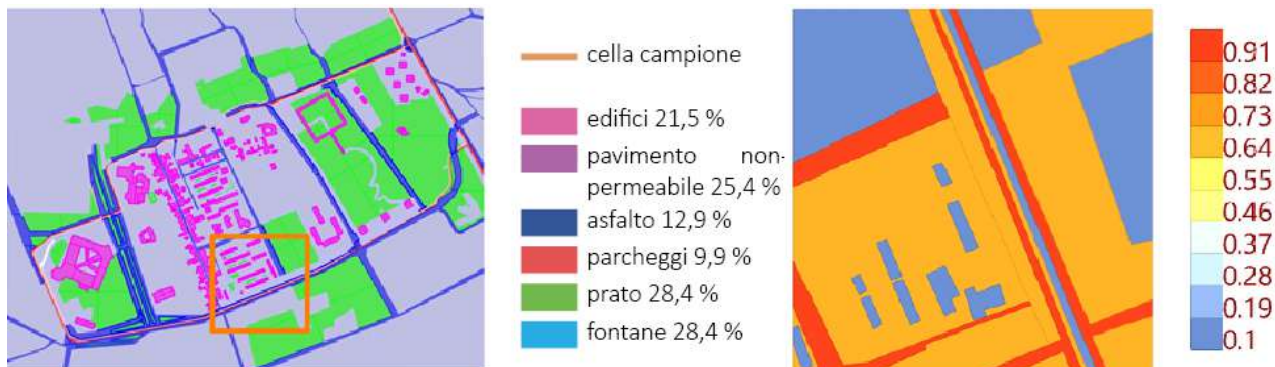 cella campione
edifici 21,5 %
pavimento non-
permeabile 25,4 %
asfalto 12,9 %
parcheggi 9,9 %
prato 28,4 %
fontane 28,4 %
0.91
0.82
0.73
0.64
0.55
0.46
0.37
0.28
0.19
0.1